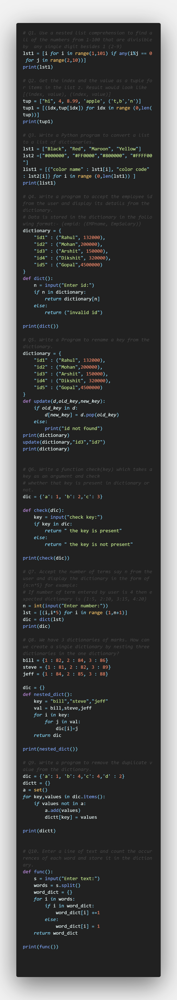 # Q1. Use a nested list comprehension to find a
ll of the numbers from 1-100 that are divisible
by  any single digit besides 1 (2-9)
lst1 = [i for i in range(1,101) if any(i%j == 0
 for j in range(2,10))]
print(lst1)
# Q2. Get the index and the value as a tuple fo
r items in the list z. Result would look like
[(index, value), (index, value)]
tup = ["hi", 4, 8.99, 'apple', ('t,b','n')]
tup1 = [(idx,tup[idx]) for idx in range (0,len(
tup))]
print(tup1)
# Q3. Write a Python program to convert a list
to a list of dictionaries.
lst1 = ["Black", "Red", "Maroon", "Yellow"]
lst2 =["#000000", "#FF0000","#800000", "#FFFF00
"]
list1 = [{"color name" : lst1[i], "color code"
: lst2[i]} for i in range (0,len(lst1)) ]
print(list1)
# Q4. Write a program to accept the employee id
from the user and display its details from the
dictionary.
# Data is stored in the dictionary in the follo
wing format:- {empid: (EMPname, EmpSalary)}
dictionary = {
    "id1" : ("Rahul", 132000),
    "id2" : ("Mohan",200000),
    "id3" : ("Arshit", 150000),
    "id4" : ("Dikshit", 320000),
    "id5" : ("Gopal",4500000)
}
def dict():
    n = input("Enter id:")
    if n in dictionary:
        return dictionary[n]
    else:
        return ("invalid id")
print(dict())
# Q5. Write a Program to rename a key from the
dictionary.
dictionary = {
    "id1" : ("Rahul", 132000),
    "id2" : ("Mohan",200000),
    "id3" : ("Arshit", 150000),
    "id4" : ("Dikshit", 320000),
    "id5" : ("Gopal",4500000)
}
def update(d,old_key,new_key):
    if old_key in d:
        d[new_key] = d.pop(old_key)
    else:
        print("id not found")
print(dictionary)
update(dictionary,"id3","id7")
print(dictionary)
# Q6. Write a function check(key) which takes a
key as an argument and check
# whether that key is present in dictionary or
not.
dic = {'a': 1, 'b': 2,'c': 3}
def check(dic):
    key = input("check key:")
    if key in dic:
        return " the key is present"
    else:
        return " the key is not present"
print(check(dic))
# Q7. Accept the number of terms say n from the
user and display the dictionary in the form of
{n:n*5} for example:
# If number of term entered by user is 4 then e
xpected dictionary is {1:5, 2:10, 3:15, 4:20}
n = int(input("Enter number:"))
lst = [(i,i*5) for i in range (1,n+1)]
dic = dict(lst)
print(dic)
# Q8. We have 3 dictionaries of marks. How can
we create a single dictionary by nesting three
dictionaries in the one dictionary?
bill = {1 : 82, 2 : 84, 3 : 86}
steve = {1 : 81, 2 : 82, 3 : 89}
jeff = {1 : 84, 2 : 85, 3 : 88}
dic = {}
def nested_dict():
    key = "bill","steve","jeff"
    val = bill,steve,jeff
    for i in key:
        for j in val:
            dic[i]=j
    return dic
print(nested_dict())
# Q9. Write a program to remove the duplicate v
alue from the dictionary.
dic = {'a': 1, 'b': 4,'c': 4,'d' : 2}
dictt = {}
a = set()
for key,values in dic.items():
    if values not in a:
        a.add(values)
        dictt[key] = values
print(dictt)
# Q10. Enter a line of text and count the occur
rences of each word and store it in the diction
ary.
def func():
    s = input("Enter text:")
    words = s.split()
    word_dict = {}
    for i in words:
        if i in word_dict:
            word_dict[i] +=1
        else:
            word_dict[i] = 1
    return word_dict
print(func())